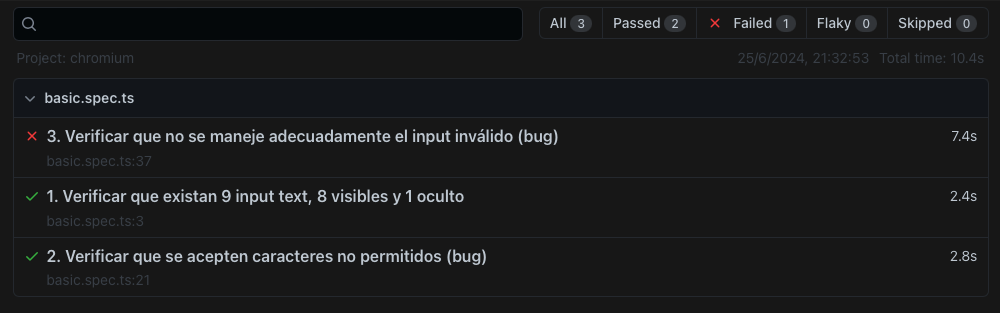 All 3 Passed 2 Failed 1 Flaky 0 Skipped 0
Project: chromium 25/6/2024, 21:32:53 Total time: 10.4s
basic.spec.ts
3. Verificar que no se maneje adecuadamente el input inválido (bug) 7.4s
basic.spec.ts:37
1. Verificar que existan 9 input text, 8 visibles y 1 oculto 2.4s
basic.spec.ts:3
2. Verificar que se acepten caracteres no permitidos (bug) 2.8s
basic.spec.ts:21